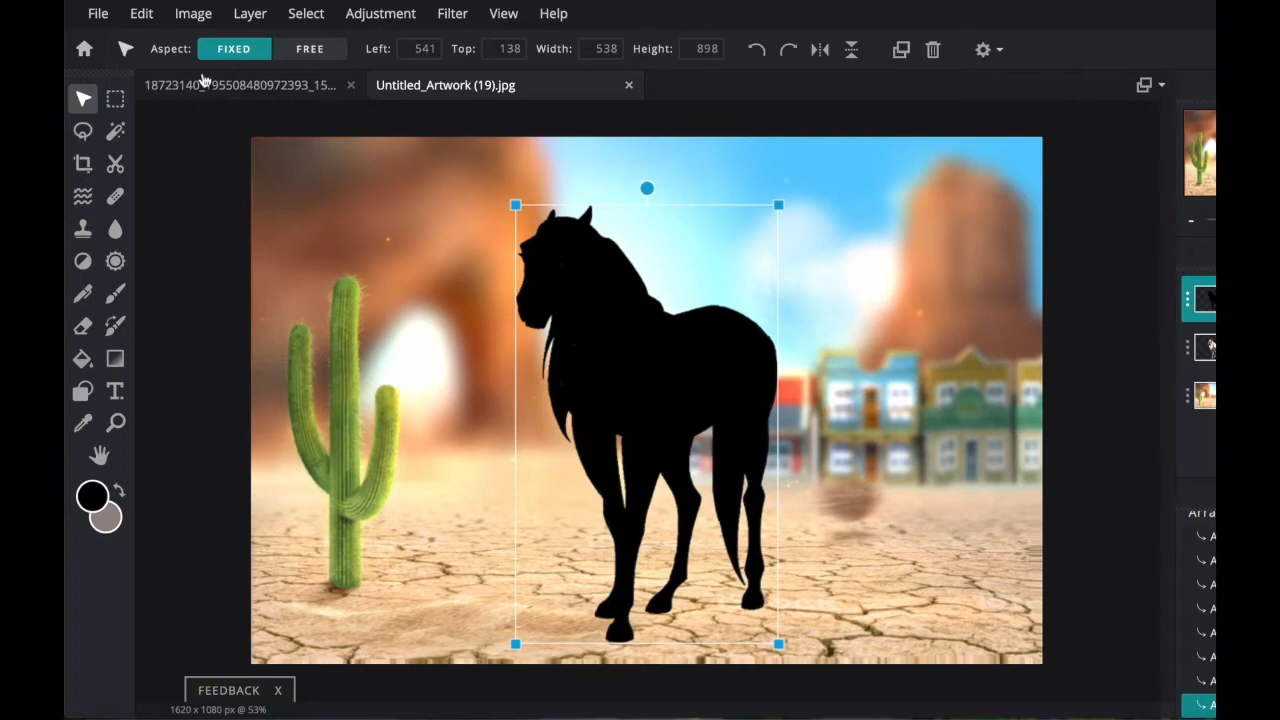 File Edit Image Layer Select Adjustment Filter View Help
Aspect: FIXED FREE Left: 541 Top: 138 Width: 538 Height: 898
Untitled_Artwork (19).jpg
FEEDBACK X
1620 x 1080 px @ 53%